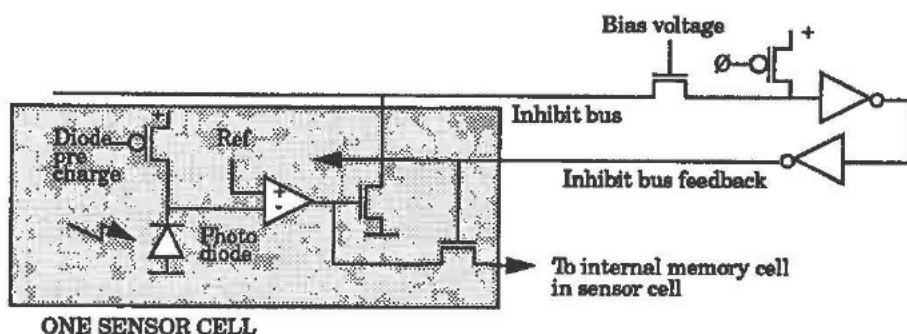 Bias voltage
+
Ø
Inhibit bus
+
Diode
pre
charge
Ref
Inhibit bus feedback
+
-
Photo
diode
To internal memory cell
in sensor cell
ONE SENSOR CELL